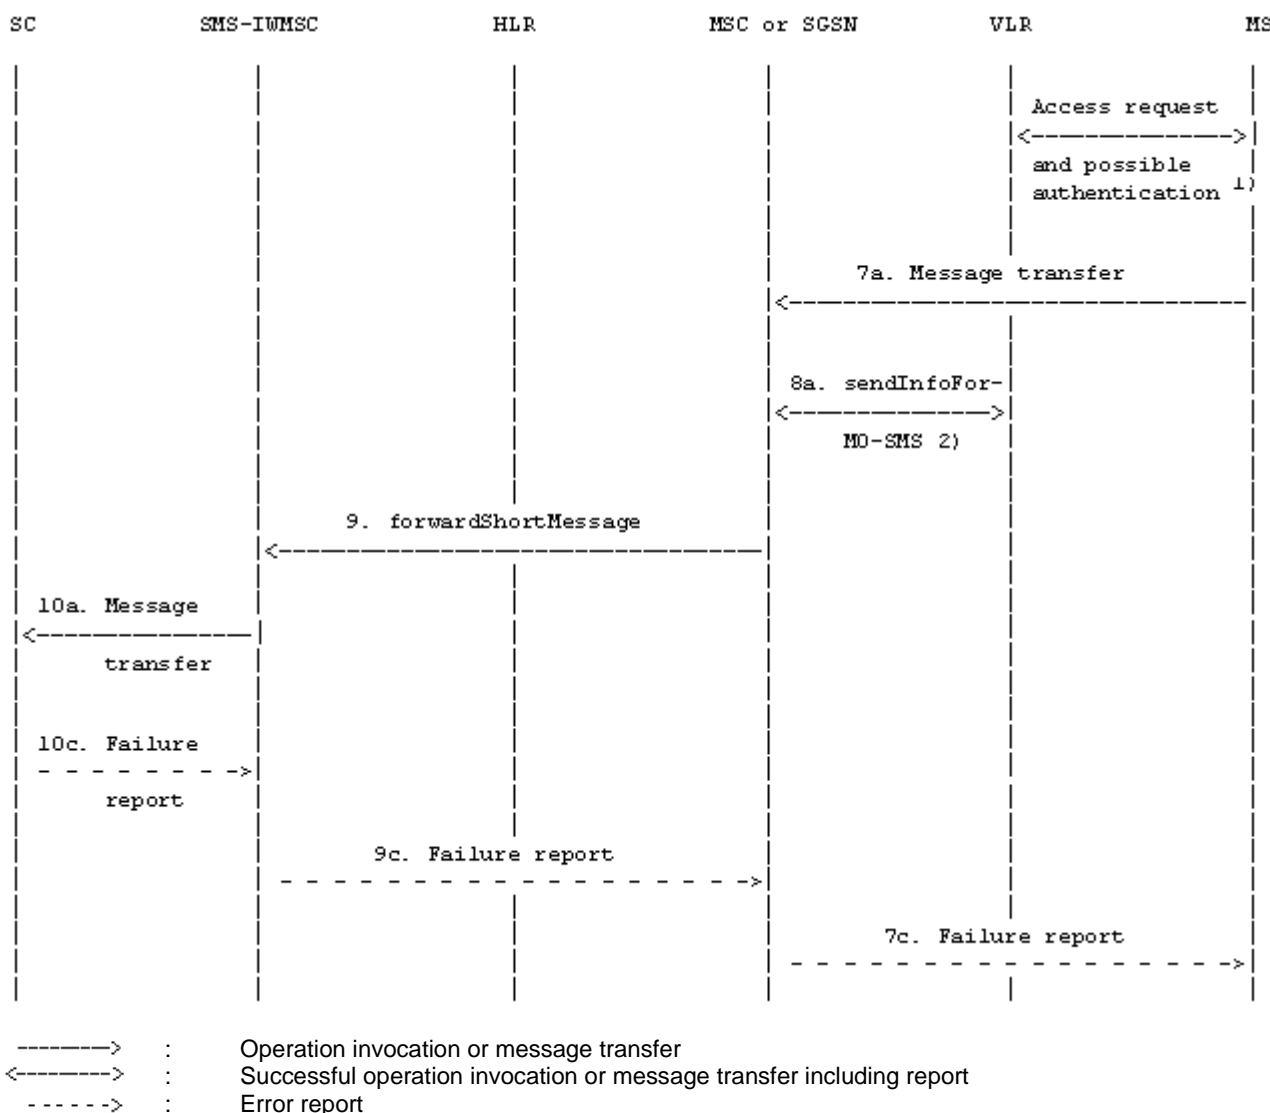 SC SMS-IWMSC HLR MSC or SGSN VLR MS
Access request
and possible
authentication 1)
7a. Message transfer
8a. sendInfoFor-
MO-SMS 2)
9. forwardShortMessage
10a. Message
transfer
10c. Failure
report
9c. Failure report
7c. Failure report
: Operation invocation or message transfer
: Successful operation invocation or message transfer including report
: Error report